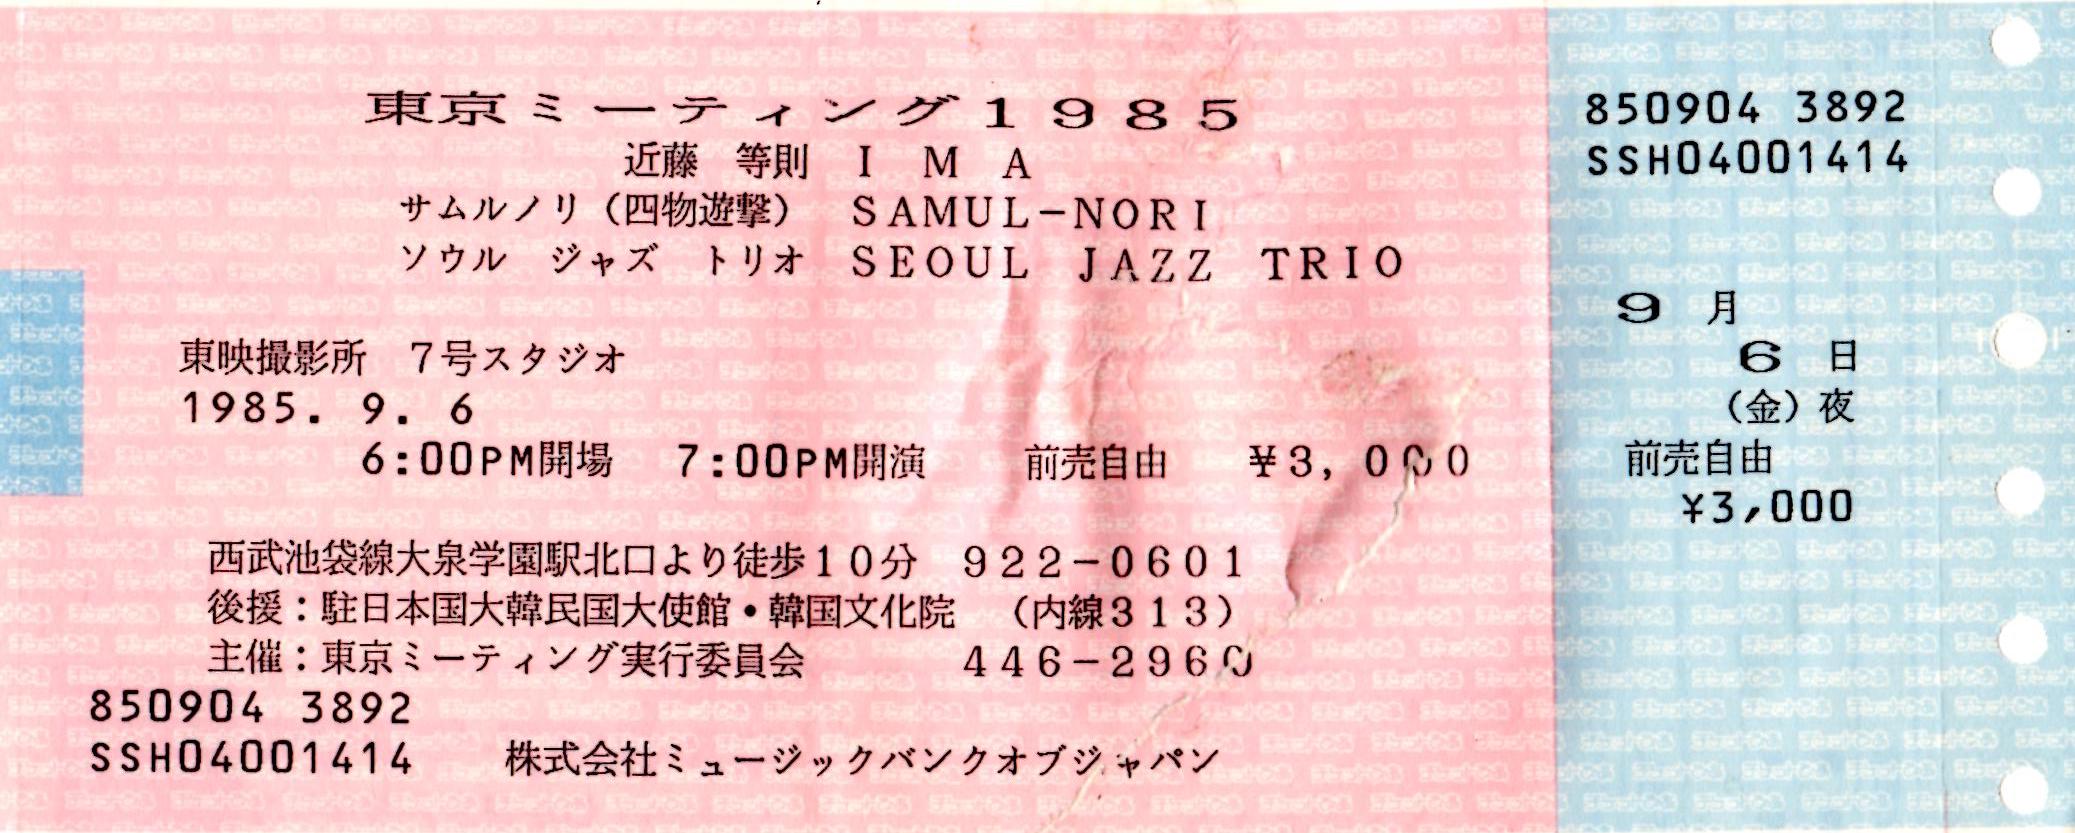 東京ミーティング1985
近藤 等則 IMA
サムルノリ(四物遊撃) SAMUL-NORI
ソウル ジャズ トリオ SEOUL JAZZ TRIO
東映撮影所 7号スタジオ
1985. 9. 6
6:00PM開場 7:00PM開演 前売自由 ¥3,000
西武池袋線大泉学園駅北口より徒歩10分 922-0601
後援:駐日本国大韓民国大使館・韓国文化院 (内線313)
主催:東京ミーティング実行委員会 446-2960
850904 3892
SSH04001414 株式会社ミュージックバンクオブジャパン
850904 3892
SSH04001414
9月
6日
(金)夜
前売自由
¥3,000